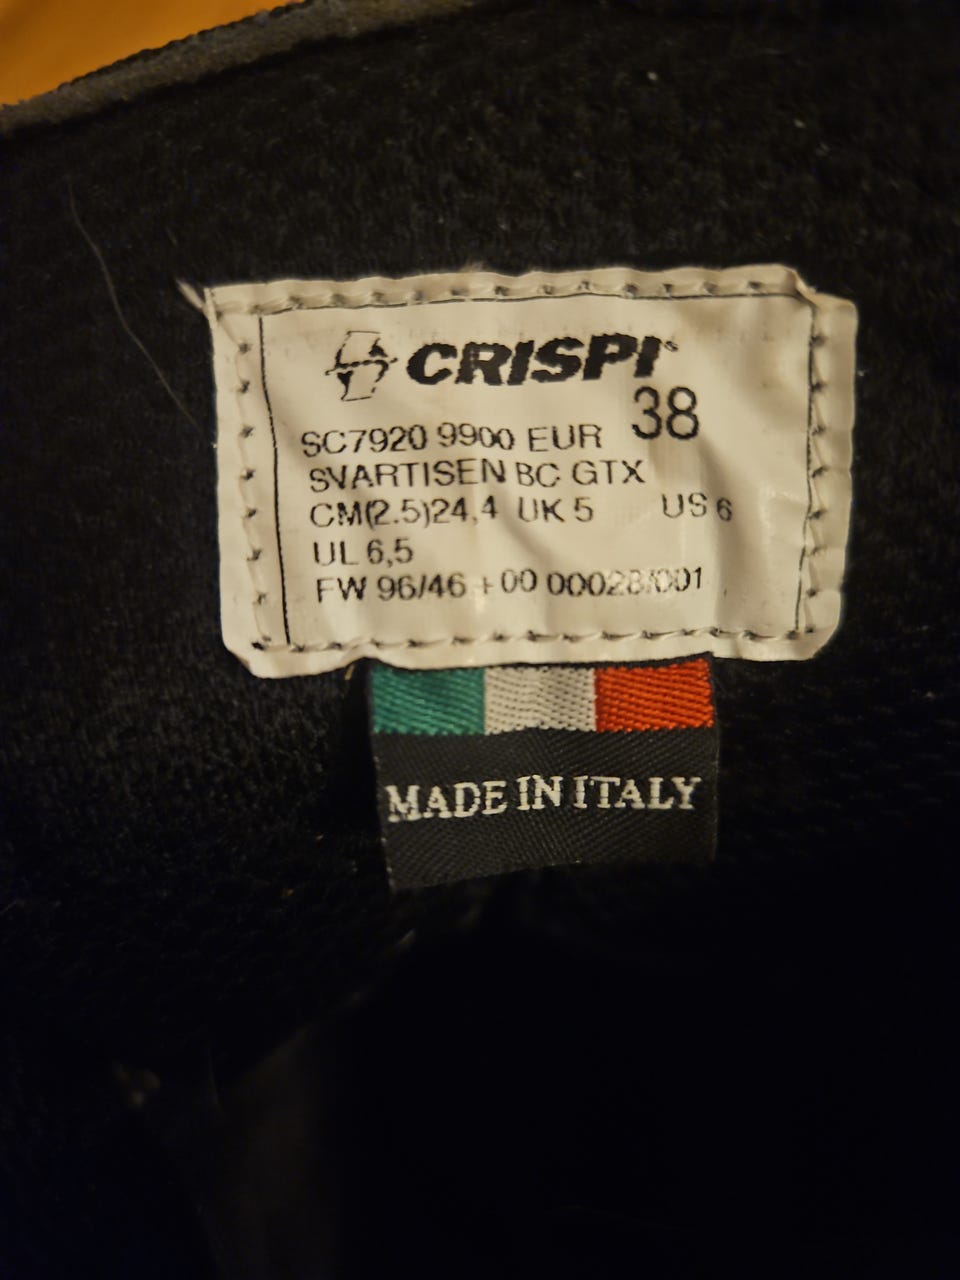 CRISPI
38
SC7920 9900 EUR
SVARTISEN BC GTX
CM(2.5)24,4 UK 5 US 6
UL 6,5
FW 96/46 +00 00028/001
MADE IN ITALY